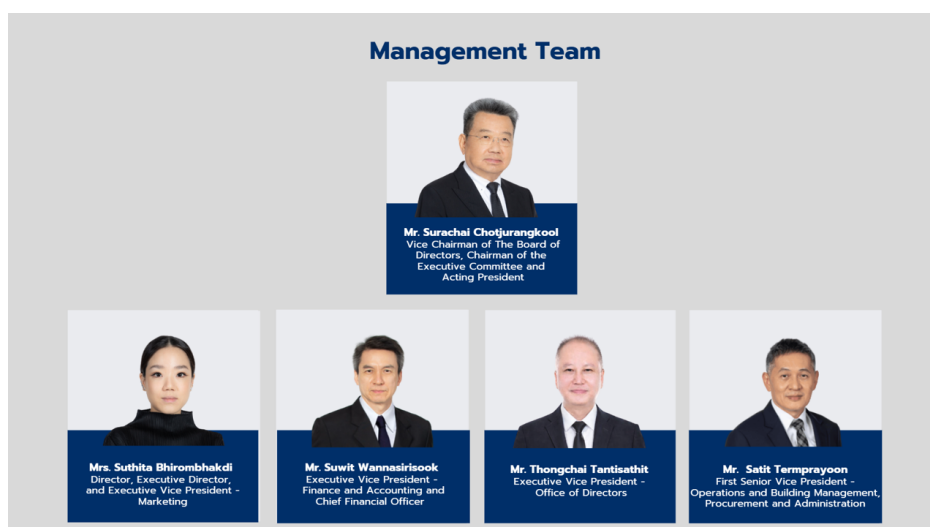 Management Team
Mr. Surachai Chotjurangkool
Vice Chairman of The Board of
Directors, Chairman of the
Executive Committee and
Acting President
Mrs. Suthita Bhirombhakdi
Director, Executive Director,
and Executive Vice President -
Marketing
Mr. Suwit Wannasirisook
Executive Vice President -
Finance and Accounting and
Chief Financial Officer
Mr. Thongchai Tantisathit
Executive Vice President -
Office of Directors
Mr. Satit Termprayoon
First Senior Vice President -
Operations and Building Management,
Procurement and Administration